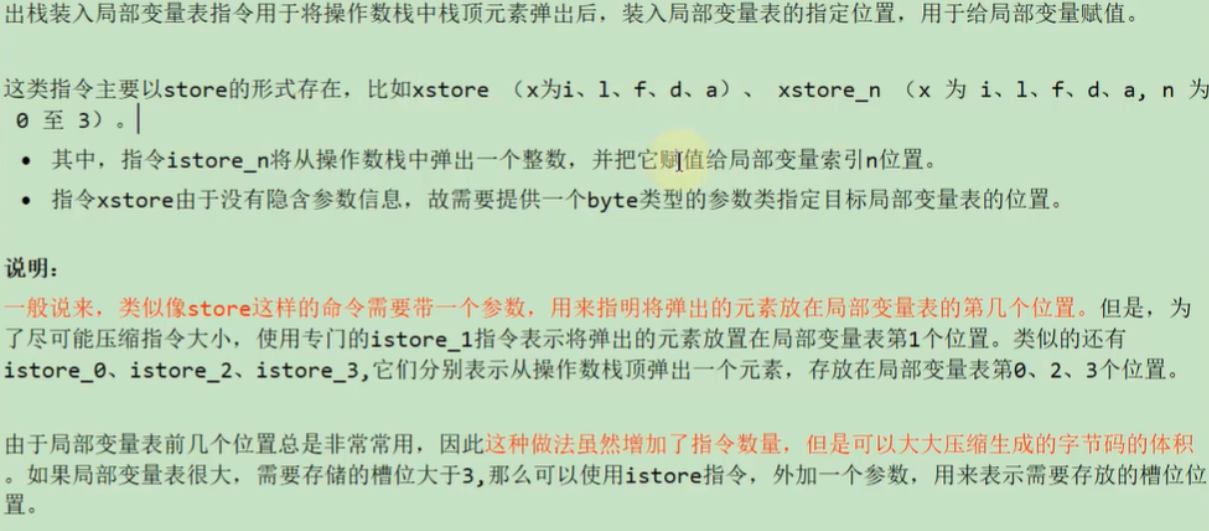 出栈装入局部变量表指令用于将操作数栈中栈顶元素弹出后，装入局部变量表的指定位置，用于给局部变量赋值。
这类指令主要以store的形式存在，比如xstore （x为i、l、f、d、a）、 xstore_n （x 为 i、l、f、d、a, n 为
0 至 3）。
• 其中，指令istore_n将从操作数栈中弹出一个整数，并把它赋值给局部变量索引n位置。
• 指令xstore由于没有隐含参数信息，故需要提供一个byte类型的参数类指定目标局部变量表的位置。
说明：
一般说来，类似像store这样的命令需要带一个参数，用来指明将弹出的元素放在局部变量表的第几个位置。但是，为
了尽可能压缩指令大小，使用专门的istore_1指令表示将弹出的元素放置在局部变量表第1个位置。类似的还有
istore_0、istore_2、istore_3,它们分别表示从操作数栈顶弹出一个元素，存放在局部变量表第0、2、3个位置。
由于局部变量表前几个位置总是非常常用，因此这种做法虽然增加了指令数量，但是可以大大压缩生成的字节码的体积
。如果局部变量表很大，需要存储的槽位大于3,那么可以使用istore指令，外加一个参数，用来表示需要存放的槽位位
置。